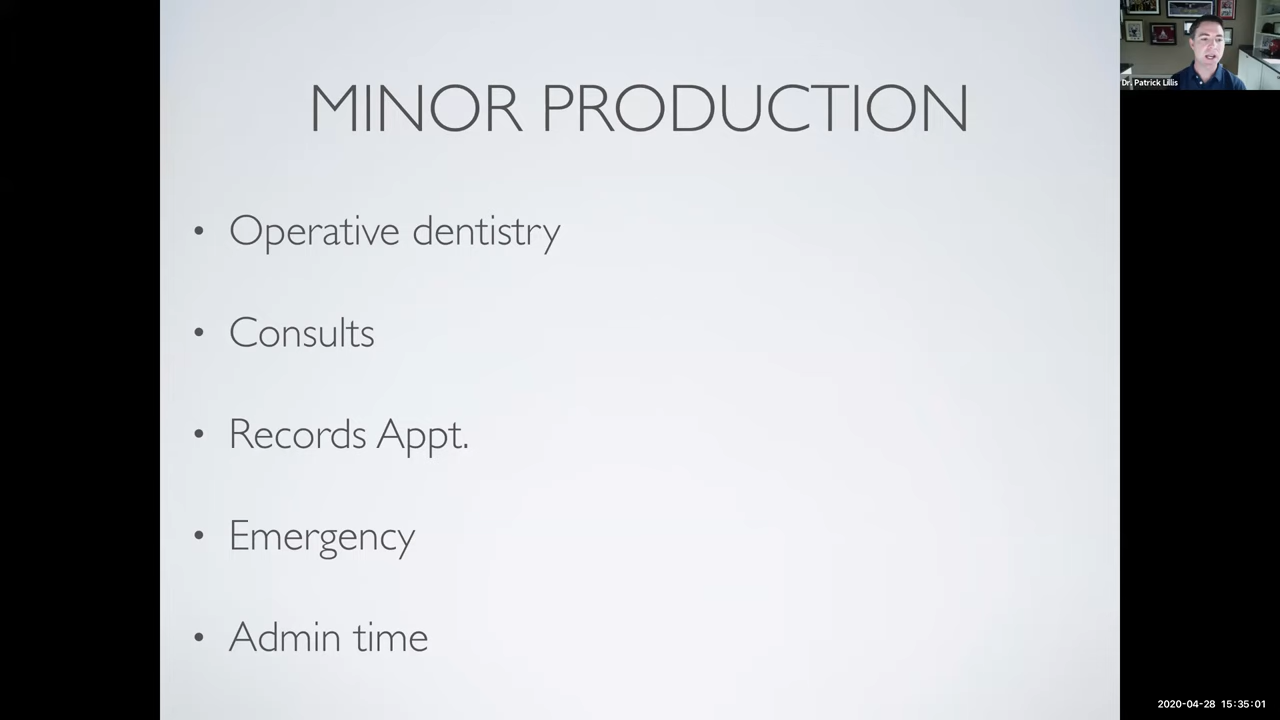 MINOR PRODUCTION
• Operative dentistry
• Consults
• Records Appt.
• Emergency
• Admin time
Dr. Patrick Lillis
2020-04-28 15:35:01